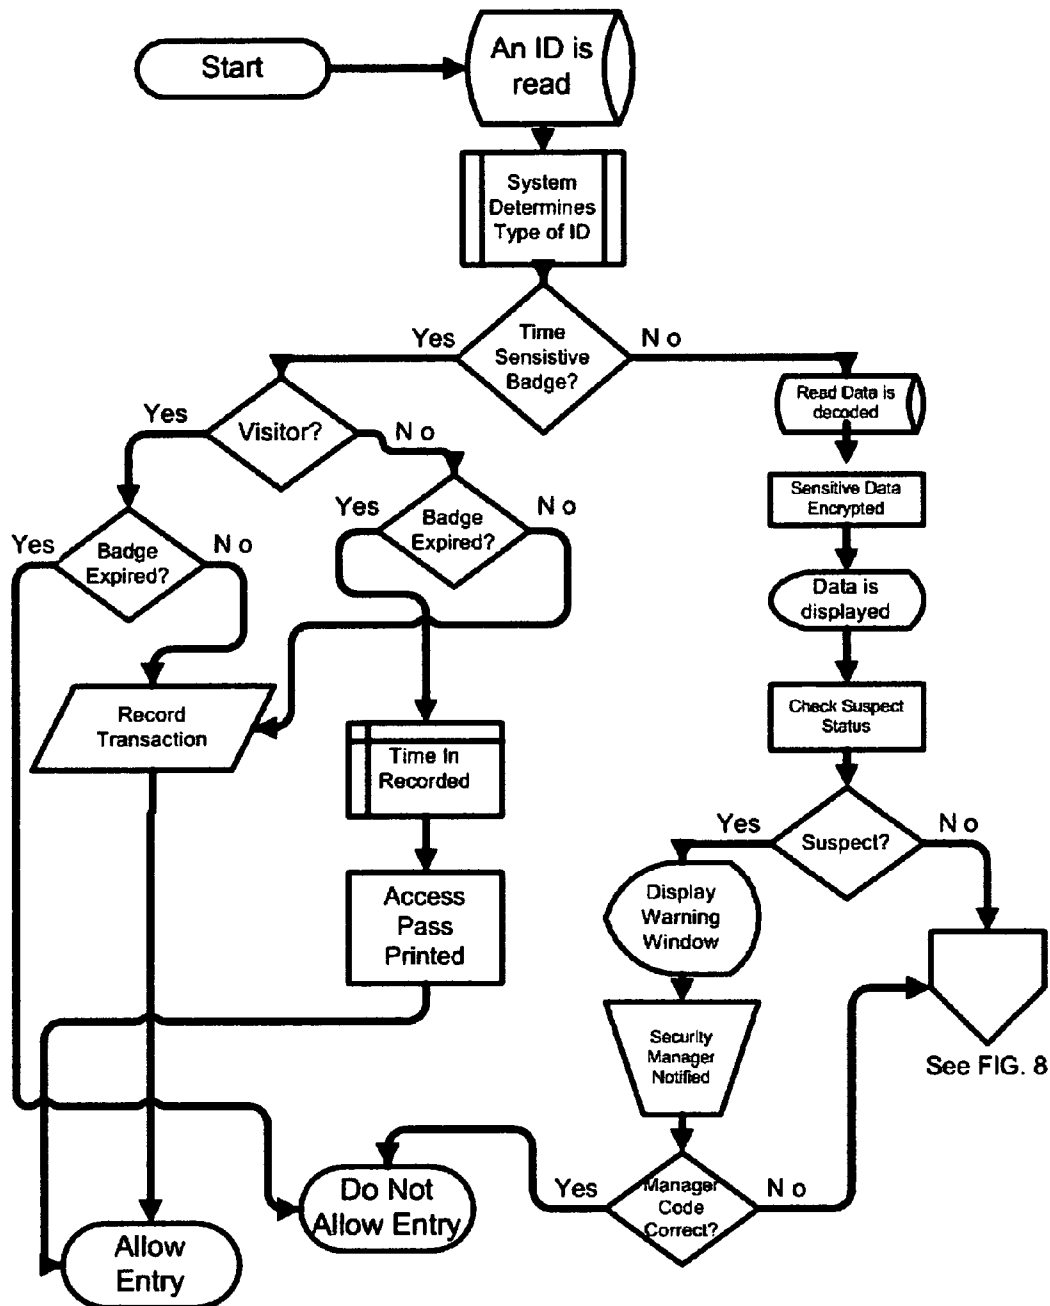 Start
An ID is
read
System
Determines
Type of ID
Yes
Time
Sensistive
Badge?
N o
Read Data is
decoded
Yes
Visitor?
N o
Sensitive Data
Encrypted
Yes
Badge
Expired?
N o
Yes
Badge
Expired?
N o
Data is
displayed
Record
Transaction
Check Suspect
Status
Time In
Recorded
Yes
Suspect?
N o
Access
Pass
Printed
Display
Warning
Window
Security
Manager
Notified
See FIG. 8
Do Not
Allow Entry
Yes
Manager
Code
Correct?
N o
Allow
Entry